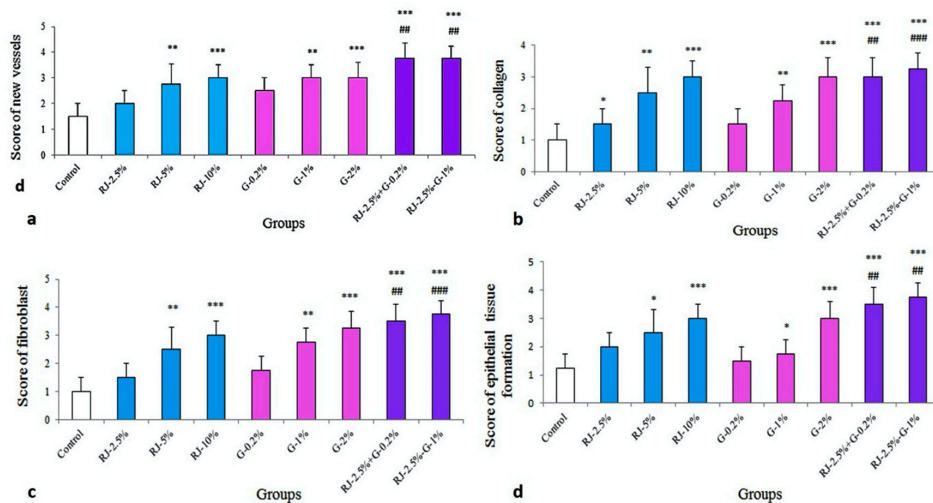 Score of new vessels
5
4
3
2
1
0
***
##
***
##
**
***
**
***
Control
RJ-2.5%
RJ-5%
RJ-10%
G-0.2%
G-1%
G-2%
RJ-2.5%+G-0.2%
RJ-2.5%-G-1%
d
a
Groups
Score of collagen
5
4
3
2
1
0
*
**
***
**
***
***
##
***
###
Control
RJ-2.5%
RJ-5%
RJ-10%
G-0.2%
G-1%
G-2%
RJ-2.5%+G-0.2%
RJ-2.5%-G-1%
b
Groups
Score of fibroblast
5
4
3
2
1
0
**
***
**
***
***
##
***
###
Control
RJ-2.5%
RJ-5%
RJ-10%
G-0.2%
G-1%
G-2%
RJ-2.5%+G-0.2%
RJ-2.5%-G-1%
c
Groups
Score of epithelial tissue
formation
5
4
3
2
1
0
*
***
*
***
***
##
***
##
Control
RJ-2.5%
RJ-5%
RJ-10%
G-0.2%
G-1%
G-2%
RJ-2.5%+G-0.2%
RJ-2.5%-G-1%
Groups
d